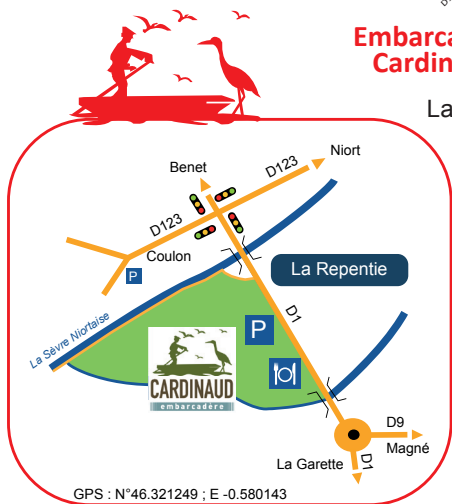 Embarca
Cardin
La
Niort
Benet
D123
D123
Coulon
P
La Repentie
La Sèvre Niortaise
D1
P
CARDINAUD
embarcadère
D9
Magné
La Garette
D1
GPS : N°46.321249 ; E -0.580143